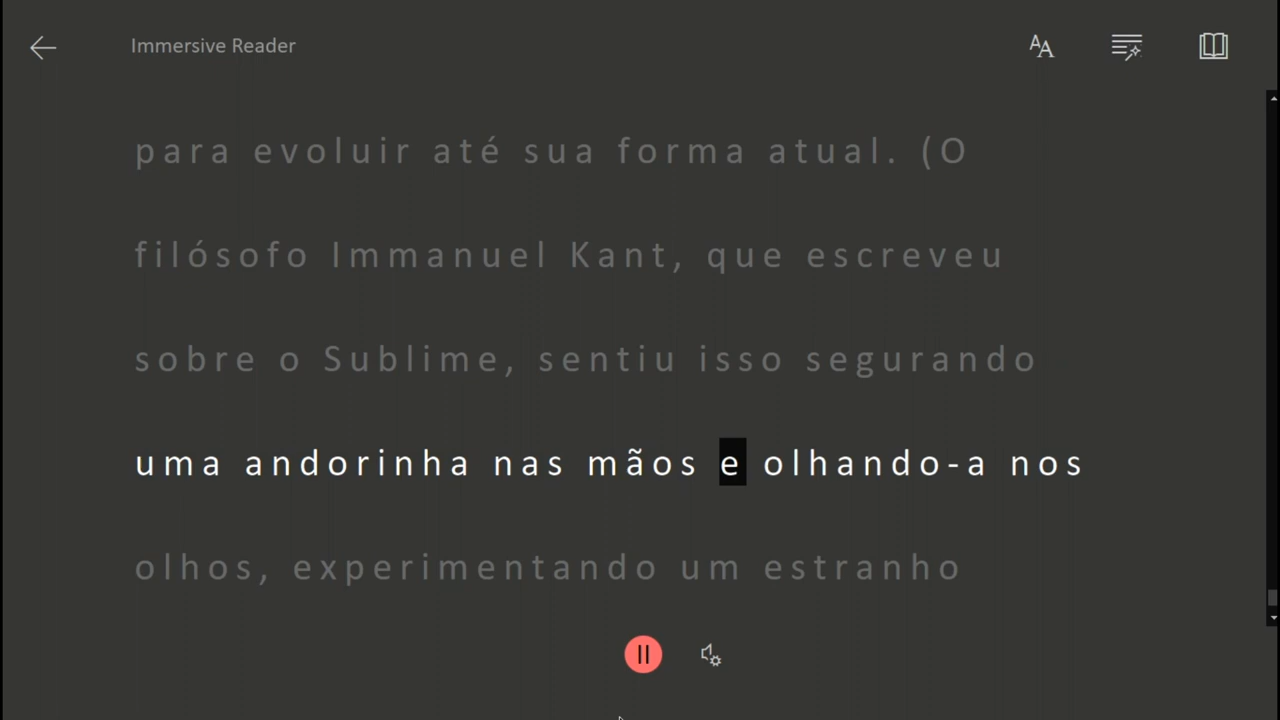 Immersive Reader
para evoluir até sua forma atual. (O
filósofo Immanuel Kant, que escreveu
sobre o Sublime, sentiu isso segurando
uma andorinha nas mãos e olhando-a nos
olhos, experimentando um estranho